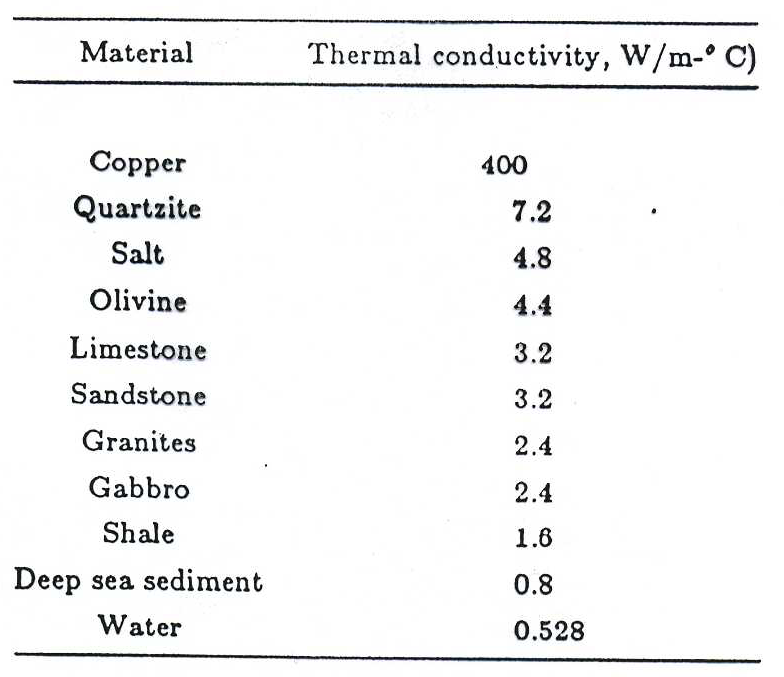 Material Thermal conductivity, W/m-° C)
Copper 400
Quartzite 7.2
Salt 4.8
Olivine 4.4
Limestone 3.2
Sandstone 3.2
Granites 2.4
Gabbro 2.4
Shale 1.6
Deep sea sediment 0.8
Water 0.528